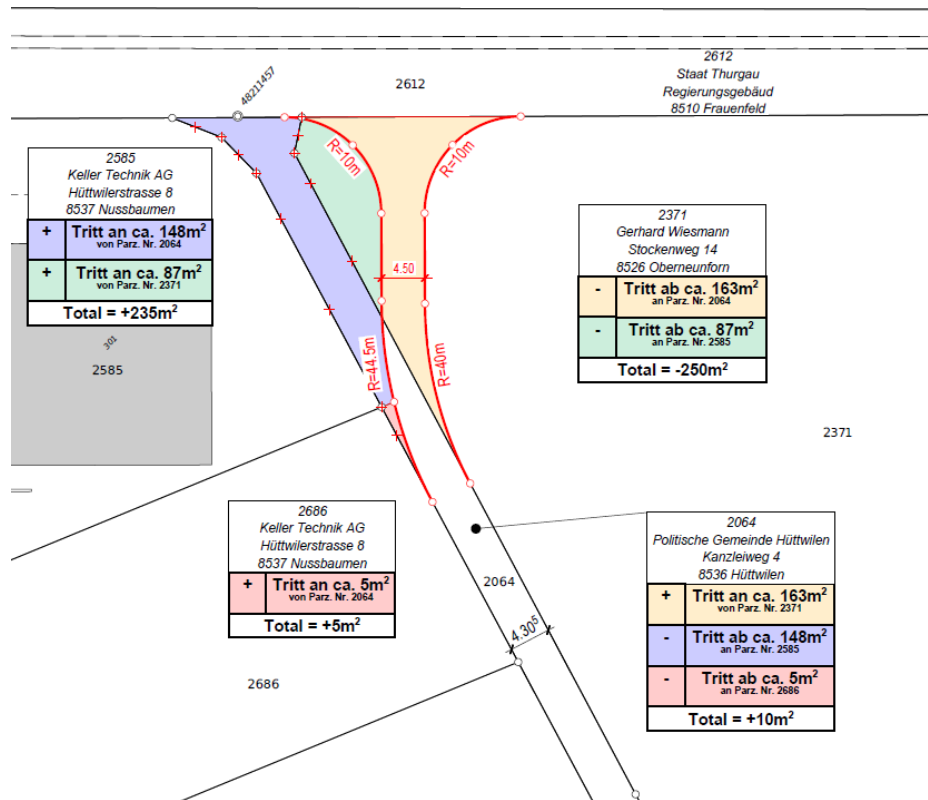 2612
Staat Thurgau
Regierungsgebäud
8510 Frauenfeld
2612
48211457
R=10m
R=10m
2585
Keller Technik AG
Hüttwilerstrasse 8
8537 Nussbaumen
+ Tritt an ca. 148m²
von Parz. Nr. 2064
+ Tritt an ca. 87m²
von Parz. Nr. 2371
Total = +235m²
2371
Gerhard Wiesmann
Stockenweg 14
8526 Oberneunforn
- Tritt ab ca. 163m²
an Parz. Nr. 2064
- Tritt ab ca. 87m²
an Parz. Nr. 2585
Total = -250m²
4.50
301
2585
R=44.5m
R=40m
2371
2686
Keller Technik AG
Hüttwilerstrasse 8
8537 Nussbaumen
+ Tritt an ca. 5m²
von Parz. Nr. 2064
Total = +5m²
2064
Politische Gemeinde Hüttwilen
Kanzleiweg 4
8536 Hüttwilen
+ Tritt an ca. 163m²
von Parz. Nr. 2371
- Tritt ab ca. 148m²
an Parz. Nr. 2585
- Tritt ab ca. 5m²
an Parz. Nr. 2686
Total = +10m²
2064
4.30⁵
2686